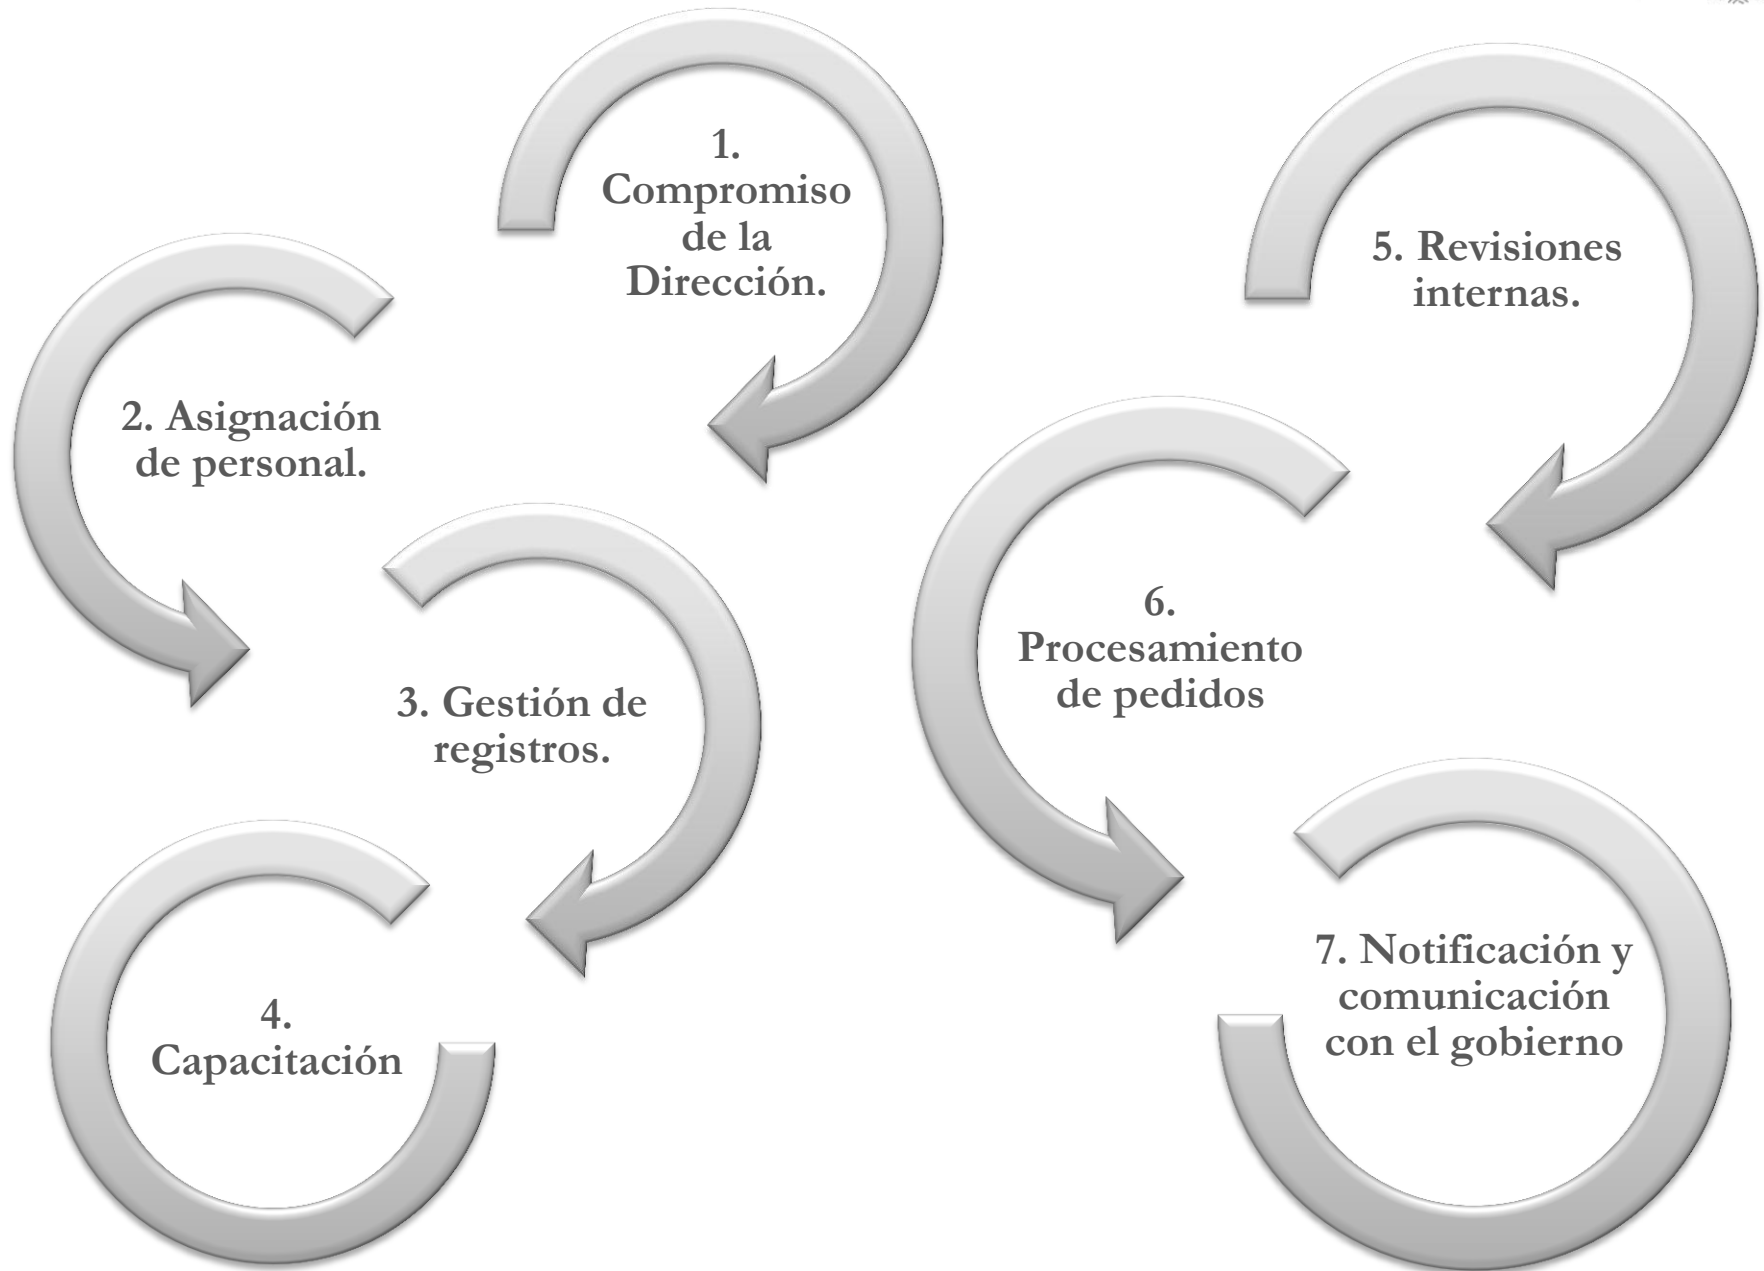 1.
Compromiso
de la
Dirección.
2. Asignación
de personal.
3. Gestión de
registros.
4.
Capacitación
5. Revisiones
internas.
6.
Procesamiento
de pedidos
7. Notificación y
comunicación
con el gobierno